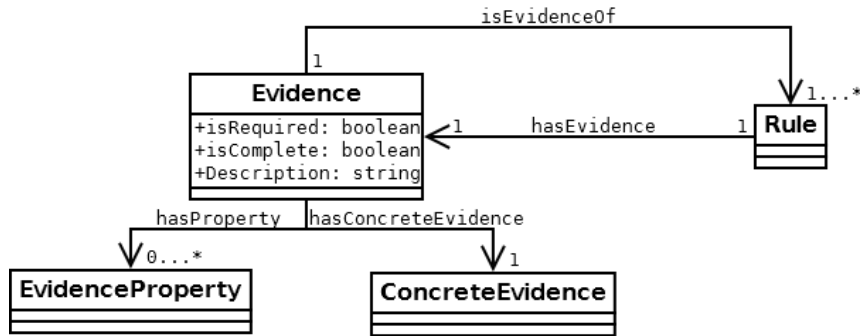 isEvidenceOf
1
1...*
Evidence
+isRequired: boolean
+isComplete: boolean
+Description: string
1
hasEvidence
1
Rule
hasProperty
hasConcreteEvidence
0...*
1
EvidenceProperty
ConcreteEvidence